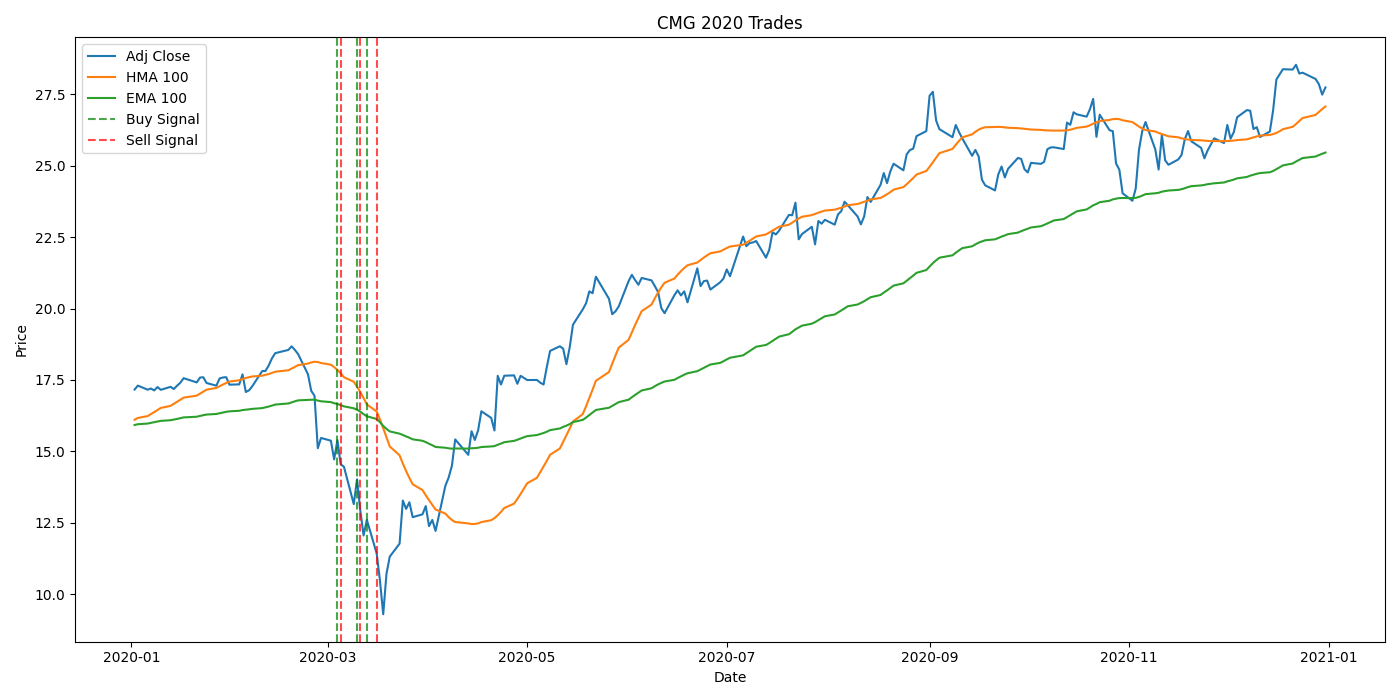 CMG 2020 Trades
Adj Close
HMA 100
EMA 100
Buy Signal
Sell Signal
Price
27.5
25.0
22.5
20.0
17.5
15.0
12.5
10.0
2020-01 2020-03 2020-05 2020-07 2020-09 2020-11 2021-01
Date